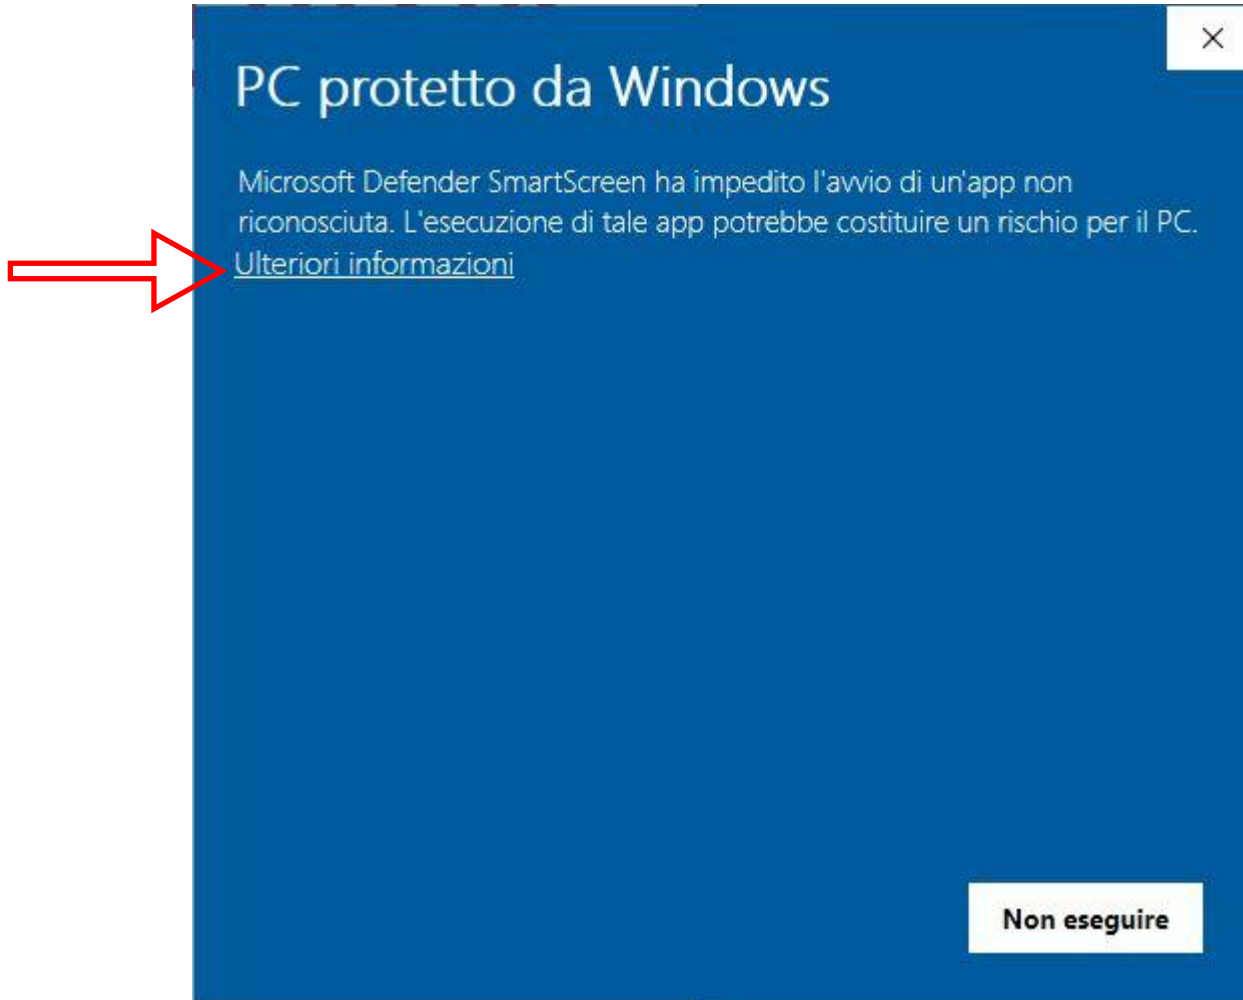 PC protetto da Windows
Microsoft Defender SmartScreen ha impedito l'avvio di un'app non
riconosciuta. L'esecuzione di tale app potrebbe costituire un rischio per il PC.
Ulteriori informazioni
Non eseguire